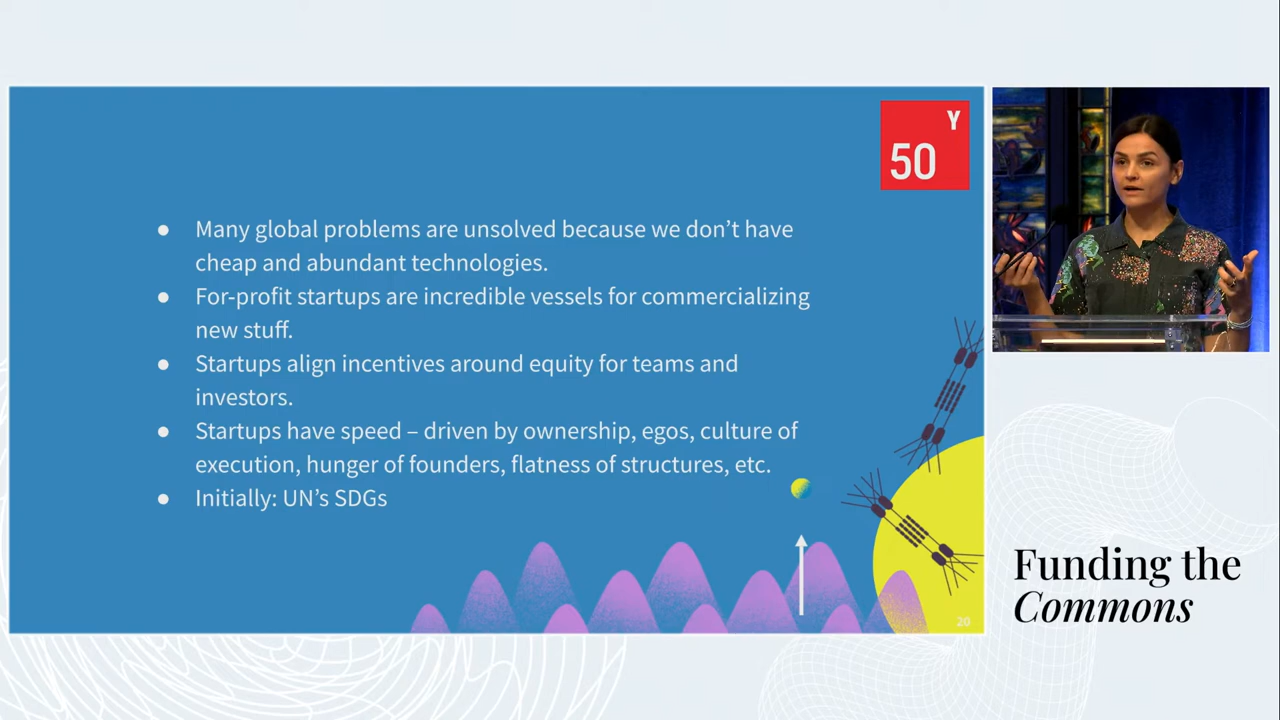 Y
50
● Many global problems are unsolved because we don’t have
cheap and abundant technologies.
● For-profit startups are incredible vessels for commercializing
new stuff.
● Startups align incentives around equity for teams and
investors.
● Startups have speed – driven by ownership, egos, culture of
execution, hunger of founders, flatness of structures, etc.
● Initially: UN’s SDGs
20
Funding the
Commons